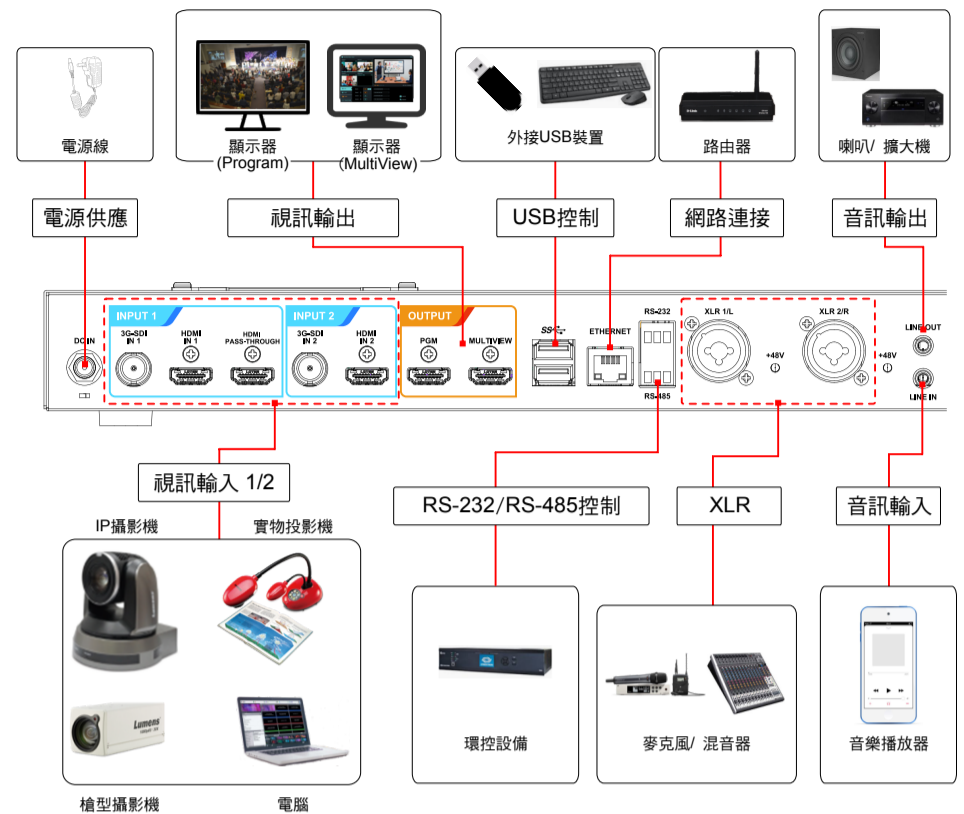 電源線
顯示器
(Program)
顯示器
(MultiView)
外接USB裝置
路由器
喇叭/ 擴大機
電源供應
視訊輸出
USB控制
網路連接
音訊輸出
INPUT 1
INPUT 2
OUTPUT
DC IN
3G-SDI
IN 1
HDMI
IN 1
HDMI
PASS-THROUGH
3G-SDI
IN 2
HDMI
IN 2
PGM
MULTIVIEW
SS
ETHERNET
RS-232
RS-485
XLR 1/L
+48V
XLR 2/R
+48V
LINE OUT
LINE IN
視訊輸入 1/2
RS-232/RS-485控制
XLR
音訊輸入
IP攝影機
實物投影機
Lumens
槍型攝影機
電腦
環控設備
麥克風/ 混音器
音樂播放器